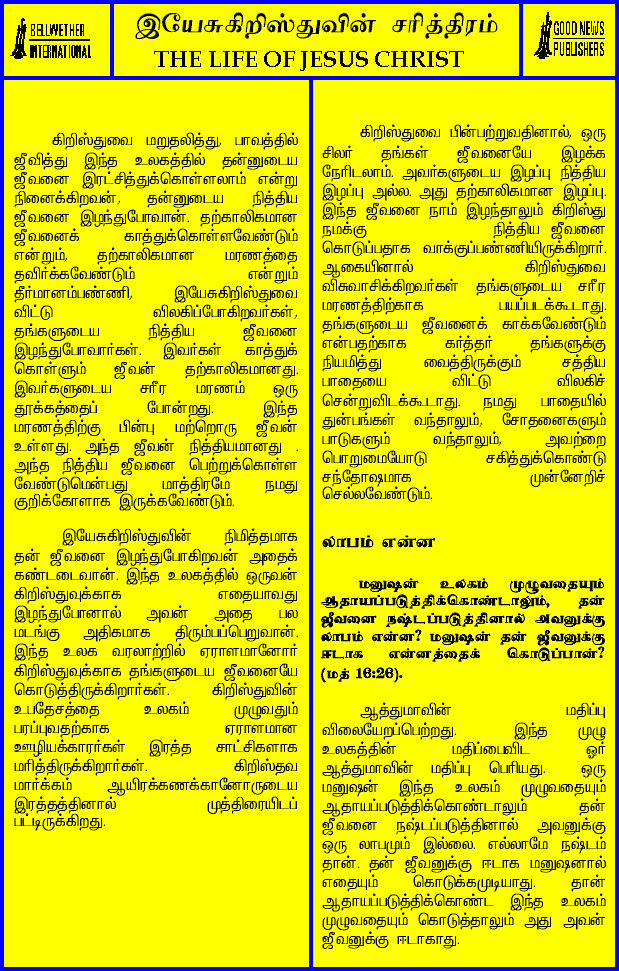 BELLWETHER
INTERNATIONAL
இயேசுகிறிஸ்துவின் சரித்திரம்
THE LIFE OF JESUS CHRIST
GOOD NEWS
PUBLISHERS
கிறிஸ்துவை மறுதலித்து, பாவத்தில்
ஜீவித்து இந்த உலகத்தில் தன்னுடைய
ஜீவனை இரட்சித்துக்கொள்ளலாம் என்று
நினைக்கிறவன், தன்னுடைய நித்திய
ஜீவனை இழந்துபோவான். தற்காலிகமான
ஜீவனைக் காத்துக்கொள்ளவேண்டும்
என்றும், தற்காலிகமான மரணத்தை
தவிர்க்கவேண்டும் என்றும்
தீர்மானம்பண்ணி, இயேசுகிறிஸ்துவை
விட்டு விலகிப்போகிறவர்கள்,
தங்களுடைய நித்திய ஜீவனை
இழந்துபோவார்கள். இவர்கள் காத்துக்
கொள்ளும் ஜீவன் தற்காலிகமானது.
இவர்களுடைய சரீர மரணம் ஒரு
தூக்கத்தைப் போன்றது. இந்த
மரணத்திற்கு பின்பு மற்றொரு ஜீவன்
உள்ளது. அந்த ஜீவன் நித்தியமானது .
அந்த நித்திய ஜீவனை பெற்றுக்கொள்ள
வேண்டுமென்பது மாத்திரமே நமது
குறிக்கோளாக இருக்கவேண்டும்.
இயேசுகிறிஸ்துவின் நிமித்தமாக
தன் ஜீவனை இழந்துபோகிறவன் அதைக்
கண்டடைவான். இந்த உலகத்தில் ஒருவன்
கிறிஸ்துவுக்காக எதையாவது
இழந்துபோனால் அவன் அதை பல
மடங்கு அதிகமாக திரும்பப்பெறுவான்.
இந்த உலக வரலாற்றில் ஏராளமானோர்
கிறிஸ்துவுக்காக தங்களுடைய ஜீவனையே
கொடுத்திருக்கிறார்கள். கிறிஸ்துவின்
உபதேசத்தை உலகம் முழுவதும்
பரப்புவதற்காக ஏராளமான
ஊழியக்காரர்கள் இரத்த சாட்சிகளாக
மரித்திருக்கிறார்கள். கிறிஸ்தவ
மார்க்கம் ஆயிரக்கணக்கானோருடைய
இரத்தத்தினால் முத்திரையிடப்
பட்டிருக்கிறது.
கிறிஸ்துவை பின்பற்றுவதினால், ஒரு
சிலர் தங்கள் ஜீவனையே இழக்க
நேரிடலாம். அவர்களுடைய இழப்பு நித்திய
இழப்பு அல்ல. அது தற்காலிகமான இழப்பு.
இந்த ஜீவனை நாம் இழந்தாலும் கிறிஸ்து
நமக்கு நித்திய ஜீவனை
கொடுப்பதாக வாக்குப்பண்ணியிருக்கிறார்.
ஆகையினால் கிறிஸ்துவை
விசுவாசிக்கிறவர்கள் தங்களுடைய சரீர
மரணத்திற்காக பயப்படக்கூடாது.
தங்களுடைய ஜீவனைக் காக்கவேண்டும்
என்பதற்காக கர்த்தர் தங்களுக்கு
நியமித்து வைத்திருக்கும் சத்திய
பாதையை விட்டு விலகிச்
சென்றுவிடக்கூடாது. நமது பாதையில்
துன்பங்கள் வந்தாலும், சோதனைகளும்
பாடுகளும் வந்தாலும், அவற்றை
பொறுமையோடு சகித்துக்கொண்டு
சந்தோஷமாக முன்னேறிச்
செல்லவேண்டும்.
லாபம் என்ன
மனுஷன் உலகம் முழுவதையும்
ஆதாயப்படுத்திக்கொண்டாலும், தன்
ஜீவனை நஷ்டப்படுத்தினால் அவனுக்கு
லாபம் என்ன? மனுஷன் தன் ஜீவனுக்கு
ஈடாக என்னத்தைக் கொடுப்பான்?
(மத் 16:26).
ஆத்துமாவின் மதிப்பு
விலையேறப்பெற்றது. இந்த முழு
உலகத்தின் மதிப்பைவிட ஓர்
ஆத்துமாவின் மதிப்பு பெரியது. ஒரு
மனுஷன் இந்த உலகம் முழுவதையும்
ஆதாயப்படுத்திக்கொண்டாலும் தன்
ஜீவனை நஷ்டப்படுத்தினால் அவனுக்கு
ஒரு லாபமும் இல்லை. எல்லாமே நஷ்டம்
தான். தன் ஜீவனுக்கு ஈடாக மனுஷனால்
எதையும் கொடுக்கமுடியாது. தான்
ஆதாயப்படுத்திக்கொண்ட இந்த உலகம்
முழுவதையும் கொடுத்தாலும் அது அவன்
ஜீவனுக்கு ஈடாகாது.